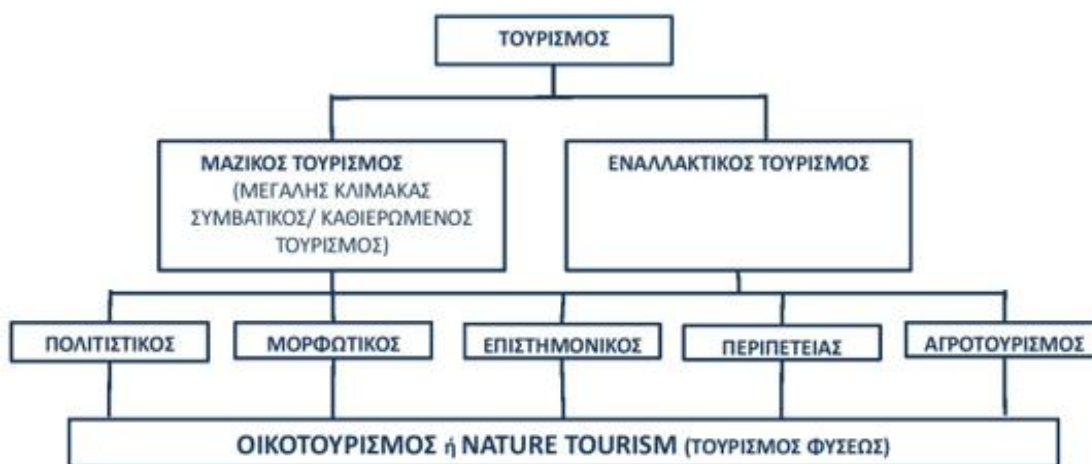 ΤΟΥΡΙΣΜΟΣ
ΜΑΖΙΚΟΣ ΤΟΥΡΙΣΜΟΣ
(ΜΕΓΑΛΗΣ ΚΛΙΜΑΚΑΣ
ΣΥΜΒΑΤΙΚΟΣ/ ΚΑΘΙΕΡΩΜΕΝΟΣ
ΤΟΥΡΙΣΜΟΣ)
ΕΝΑΛΛΑΚΤΙΚΟΣ ΤΟΥΡΙΣΜΟΣ
ΠΟΛΙΤΙΣΤΙΚΟΣ
ΜΟΡΦΩΤΙΚΟΣ
ΕΠΙΣΤΗΜΟΝΙΚΟΣ
ΠΕΡΙΠΕΤΕΙΑΣ
ΑΓΡΟΤΟΥΡΙΣΜΟΣ
ΟΙΚΟΤΟΥΡΙΣΜΟΣ ή NATURE TOURISM (ΤΟΥΡΙΣΜΟΣ ΦΥΣΕΩΣ)